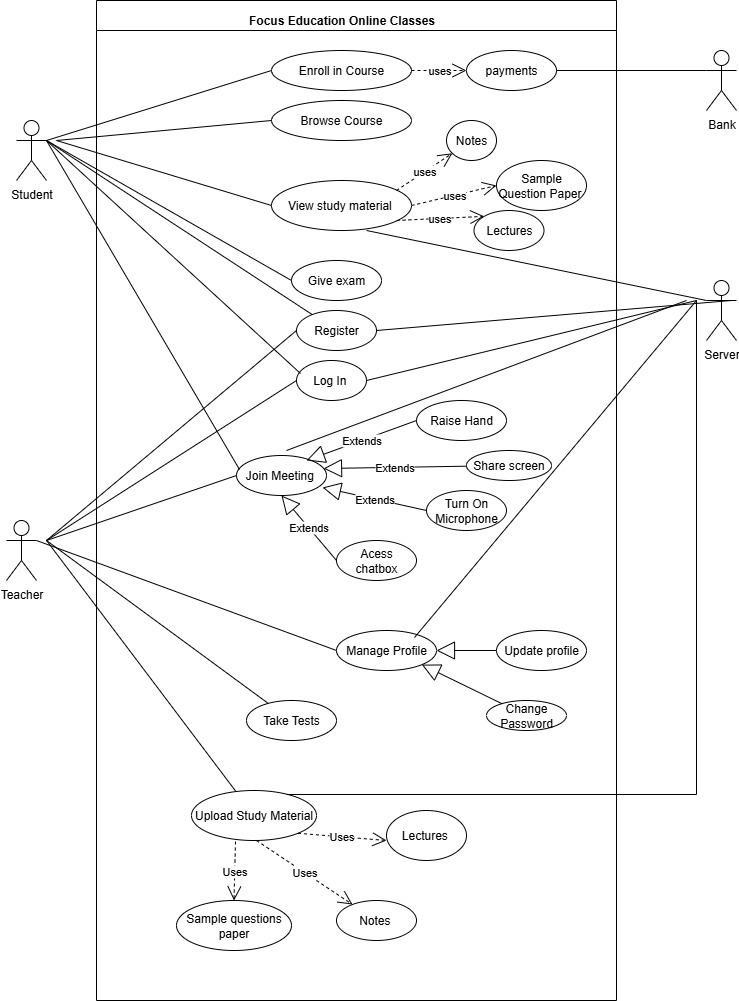 Focus Education Online Classes
Enroll in Course
uses
payments
Bank
Browse Course
Student
Notes
uses
View study material
uses
Sample
Question Paper
uses
Lectures
Give exam
Register
Server
Log In
Raise Hand
Extends
Join Meeting
Extends
Share screen
Extends
Turn On
Microphone
Extends
Acess
chatbox
Teacher
Manage Profile
Update profile
Change
Password
Take Tests
Upload Study Material
Uses
Lectures
Uses
Uses
Sample questions
paper
Notes